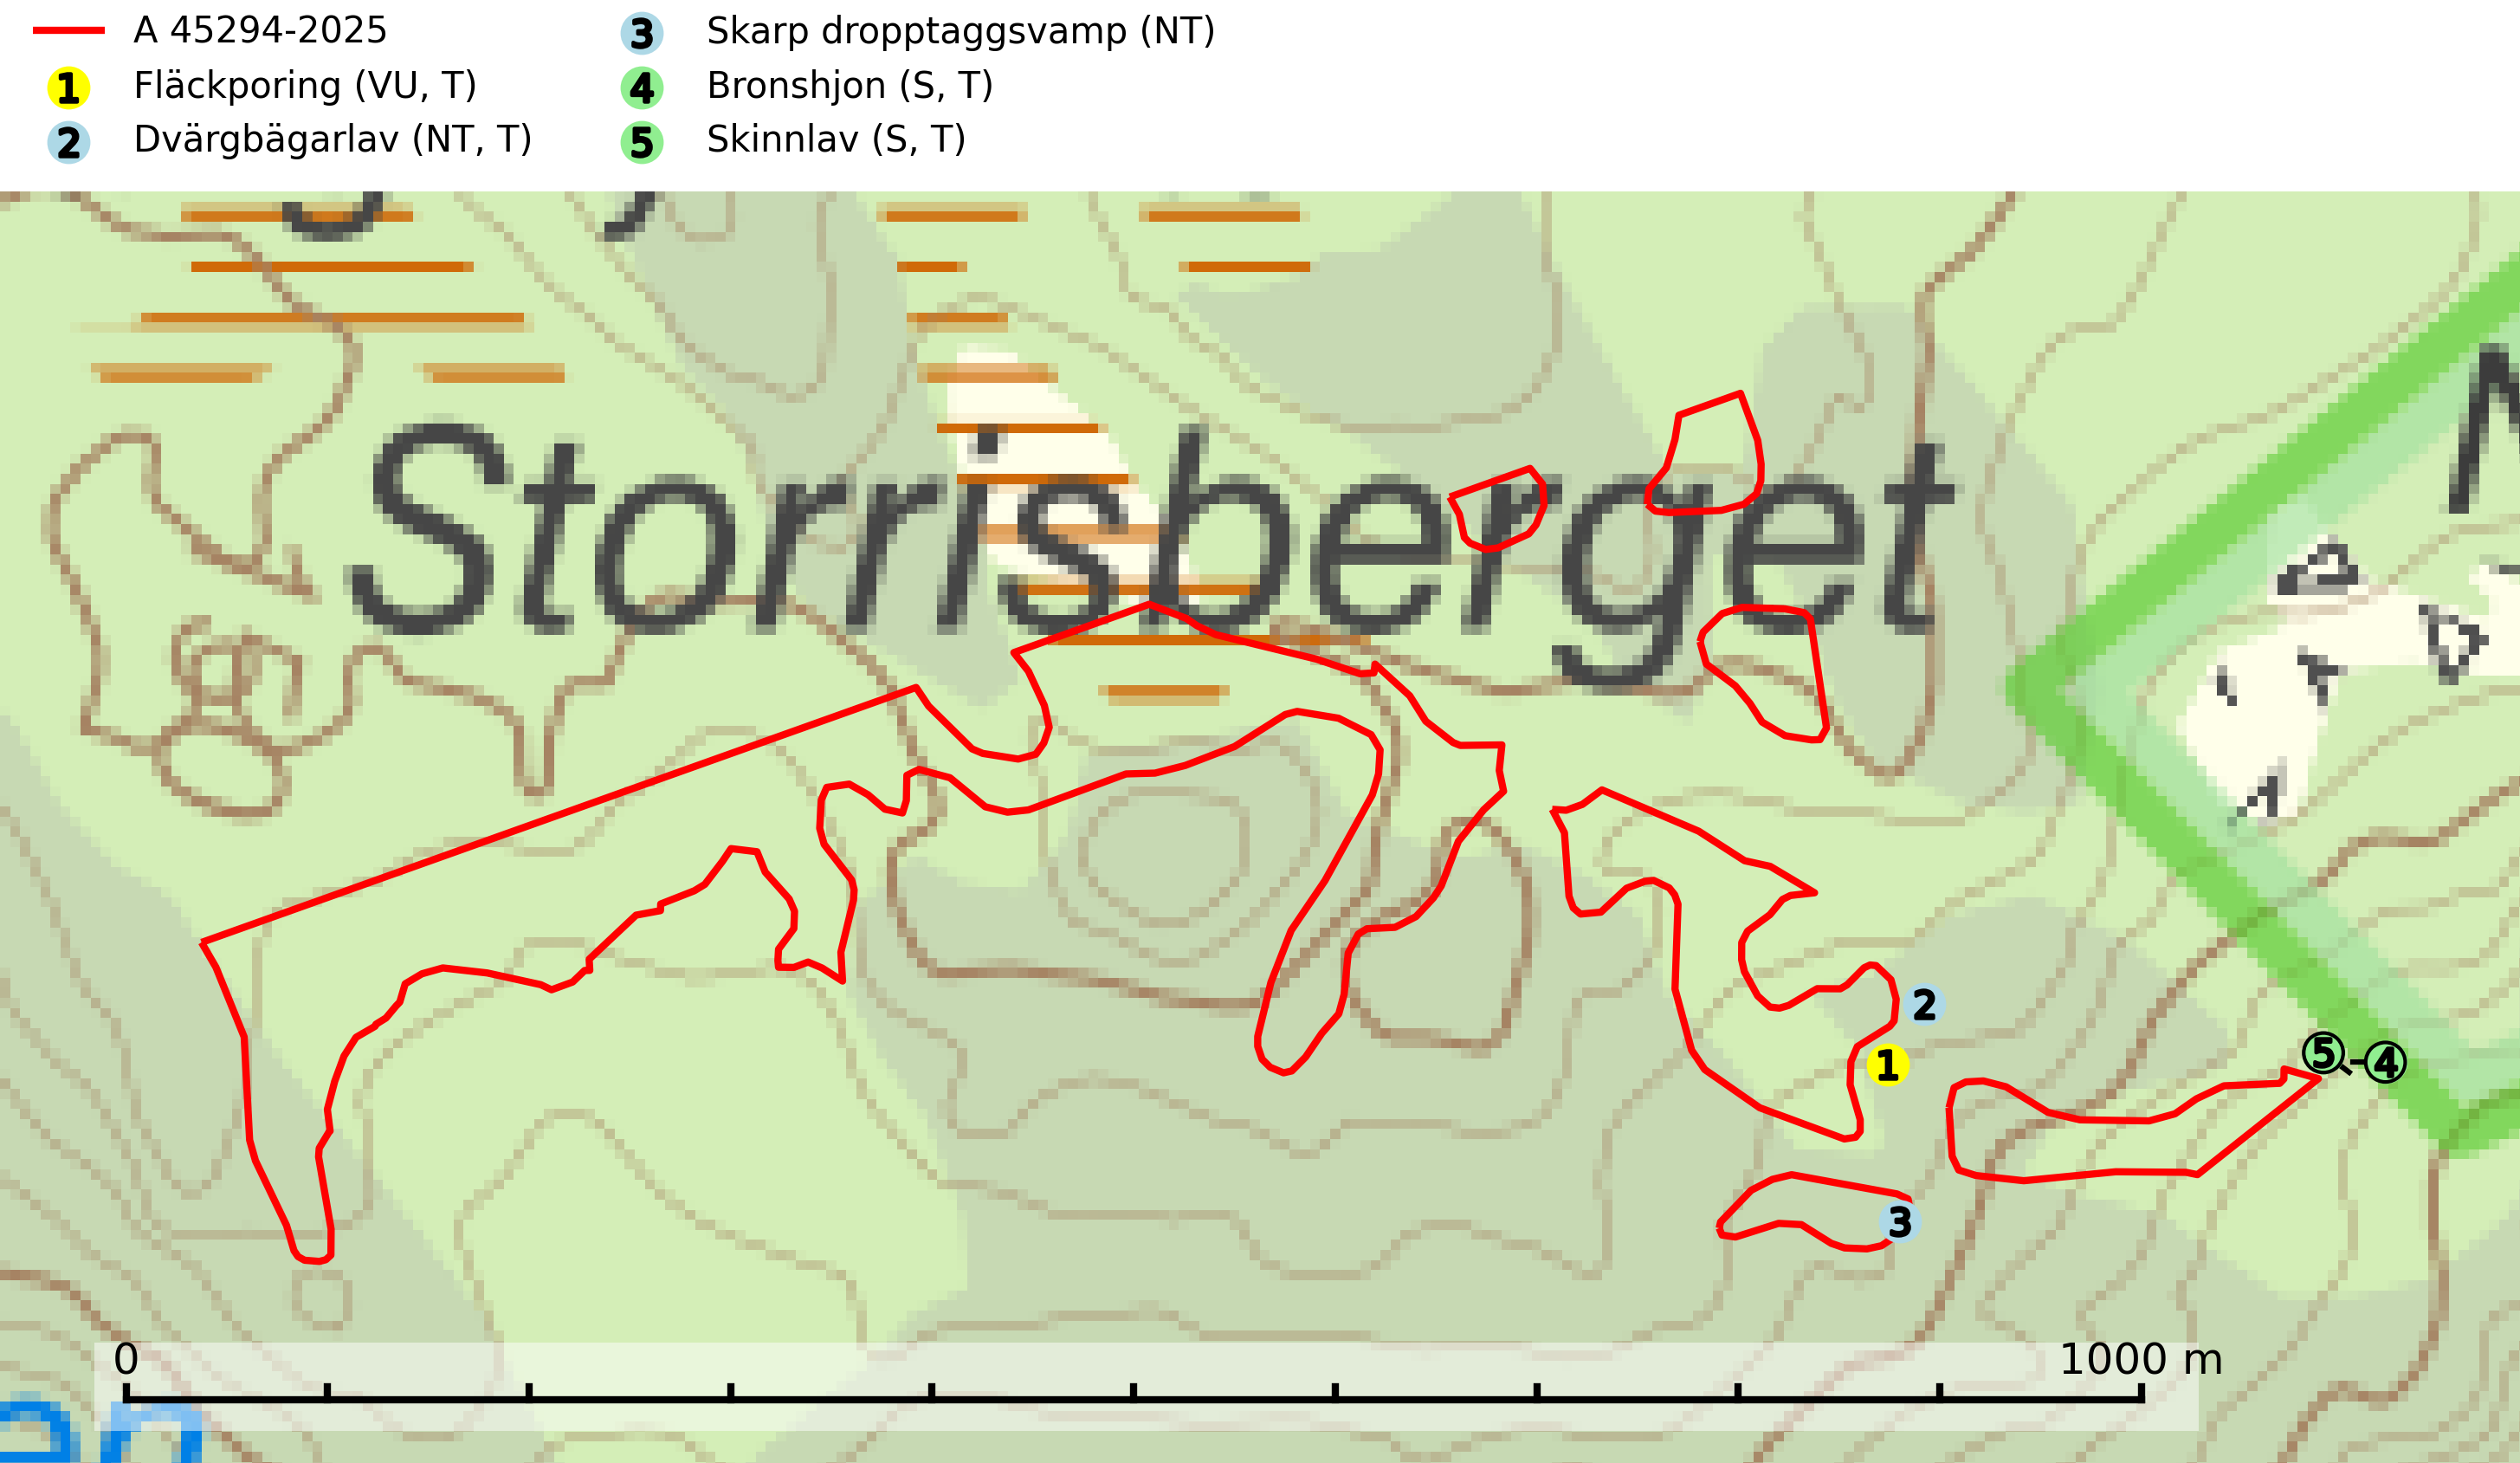 A 45294-2025
1 Fläckporing (VU, T)
2 Dvärgbägarlav (NT, T)
3 Skarp dropptaggsvamp (NT)
4 Bronshjon (S, T)
5 Skinnlav (S, T)
Storrisberget
2
1
5
4
3
0
1000 m